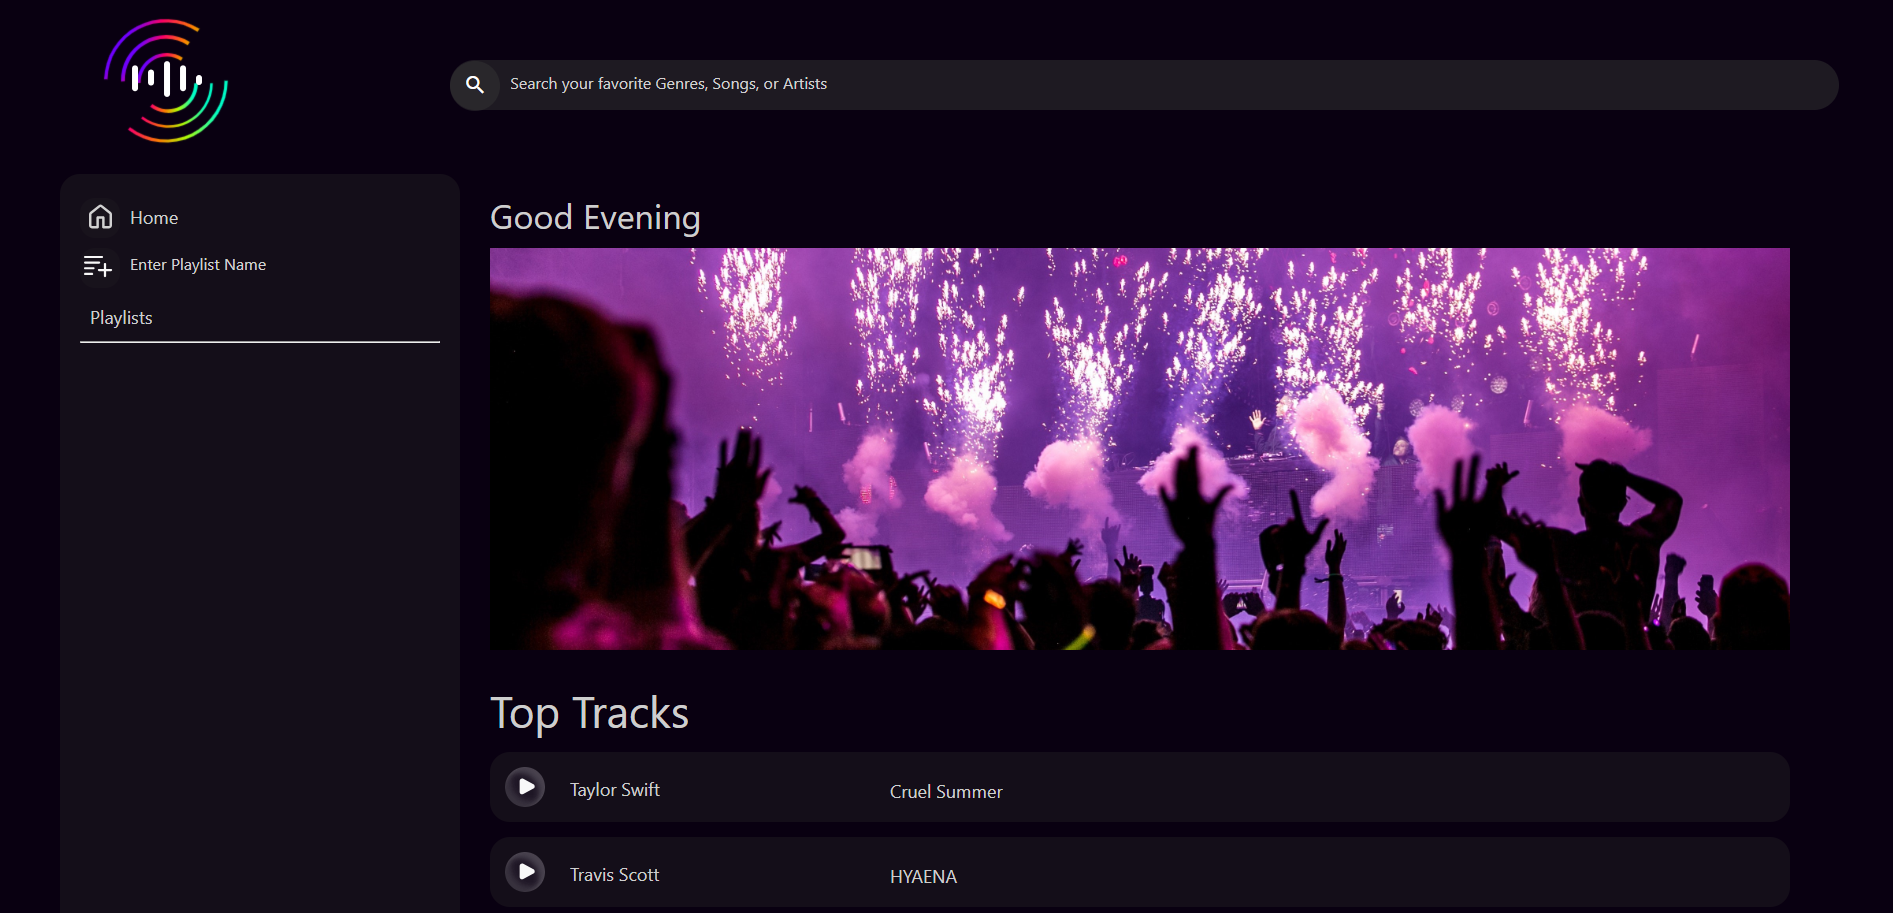 Search your favorite Genres, Songs, or Artists
Home
Enter Playlist Name
Playlists
Good Evening
Top Tracks
Taylor Swift
Cruel Summer
Travis Scott
HYAENA